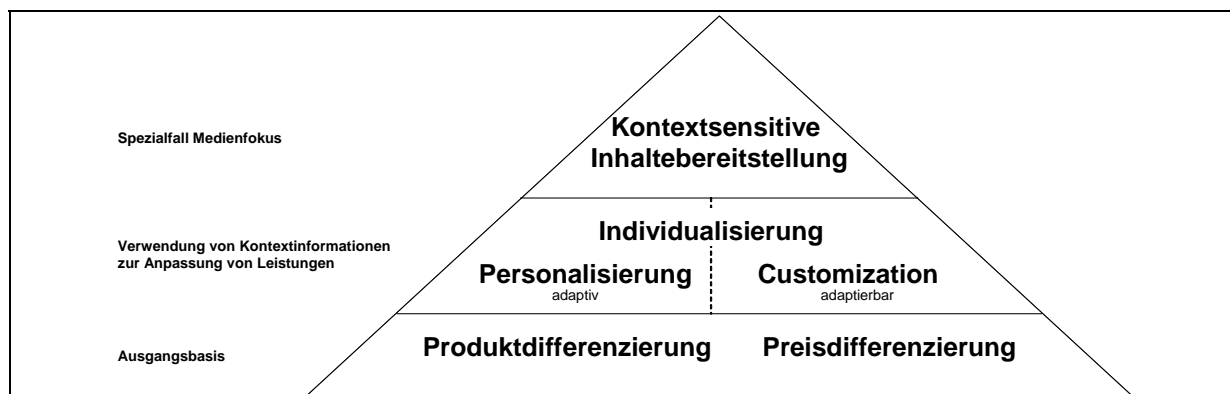 Spezialfall Medienfokus
Kontextsensitive
Inhaltebereitstellung
Verwendung von Kontextinformationen
zur Anpassung von Leistungen
Individualisierung
Personalisierung
adaptiv
Customization
adaptierbar
Ausgangsbasis
Produktdifferenzierung
Preisdifferenzierung